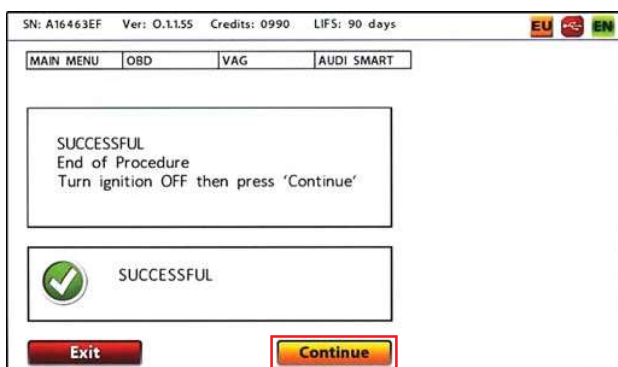 SN: A16463EF Ver: O.1.1.55 Credits: 0990 LIFS: 90 days EU EN
MAIN MENU OBD VAG AUDI SMART
SUCCESSFUL
End of Procedure
Turn ignition OFF then press 'Continue'
SUCCESSFUL
Exit Continue